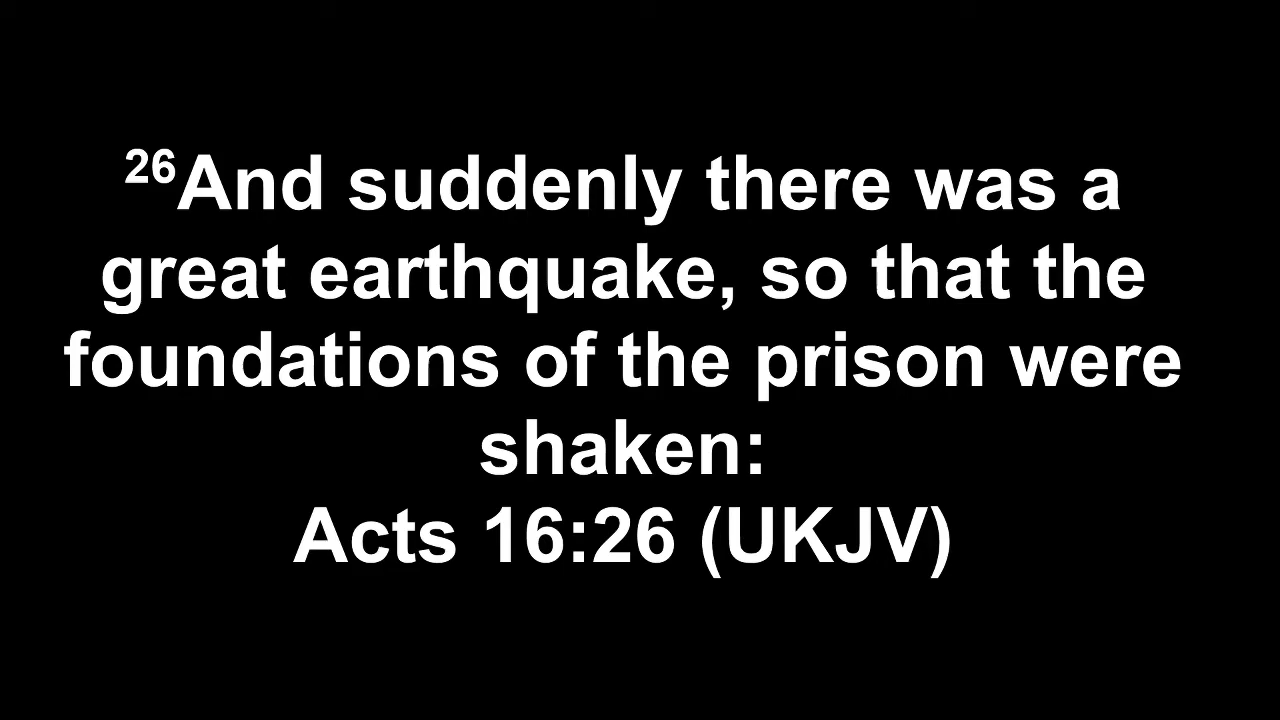 ²⁶And suddenly there was a
great earthquake, so that the
foundations of the prison were
shaken:
Acts 16:26 (UKJV)